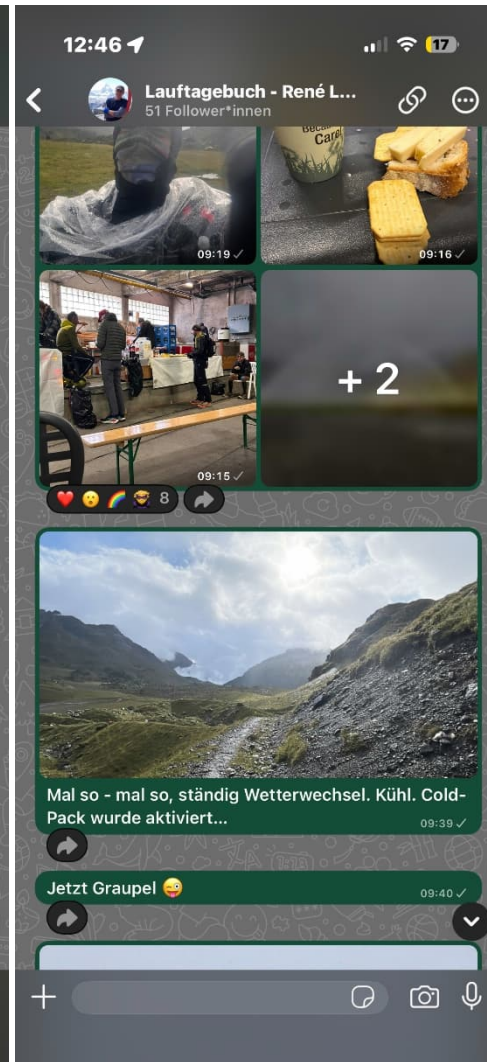 12:46
17
Lauftagebuch - René L...
51 Follower*innen
Care!
09:19
09:16
+ 2
09:15
8
Mal so - mal so, ständig Wetterwechsel. Kühl. Cold-
Pack wurde aktiviert...
09:39
Jetzt Graupel
09:40